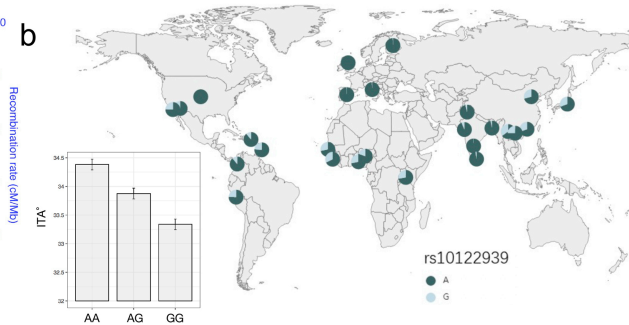 0
b
Recombination rate (cM/Mb)
34.5
34
33.5
33
32.5
32
ITA°
AA AG GG
rs10122939
A
G